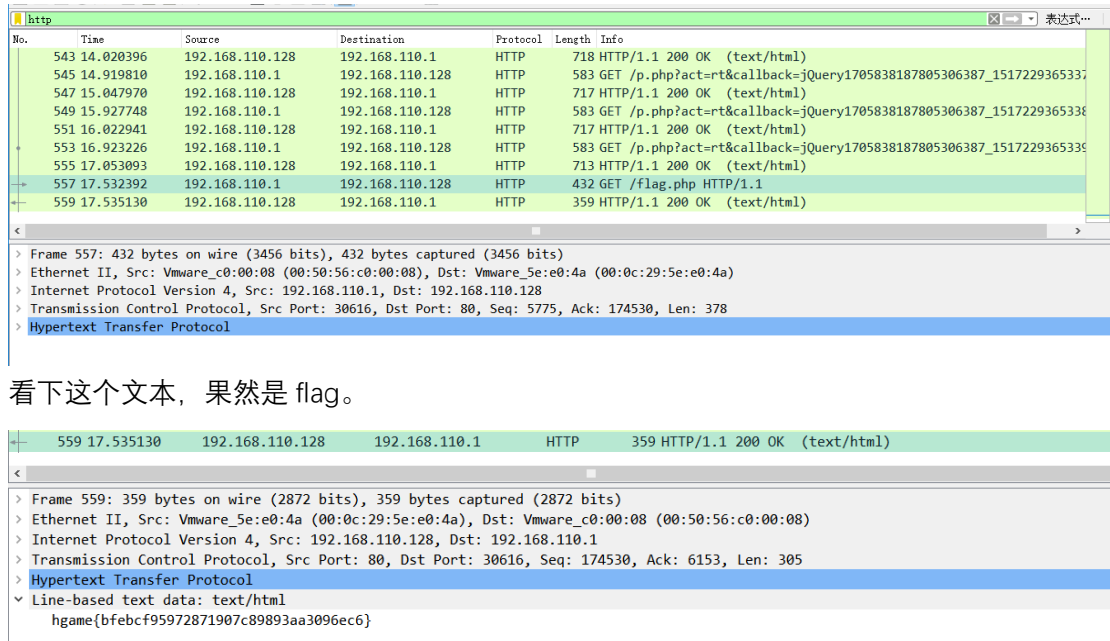 http 表达式…
No. Time Source Destination Protocol Length Info
543 14.020396 192.168.110.128 192.168.110.1 HTTP 718 HTTP/1.1 200 OK (text/html)
545 14.919810 192.168.110.1 192.168.110.128 HTTP 583 GET /p.php?act=rt&callback=jQuery1705838187805306387_1517229365337
547 15.047970 192.168.110.128 192.168.110.1 HTTP 717 HTTP/1.1 200 OK (text/html)
549 15.927748 192.168.110.1 192.168.110.128 HTTP 583 GET /p.php?act=rt&callback=jQuery1705838187805306387_1517229365338
551 16.022941 192.168.110.128 192.168.110.1 HTTP 717 HTTP/1.1 200 OK (text/html)
553 16.923226 192.168.110.1 192.168.110.128 HTTP 583 GET /p.php?act=rt&callback=jQuery1705838187805306387_1517229365339
555 17.053093 192.168.110.128 192.168.110.1 HTTP 713 HTTP/1.1 200 OK (text/html)
557 17.532392 192.168.110.1 192.168.110.128 HTTP 432 GET /flag.php HTTP/1.1
559 17.535130 192.168.110.128 192.168.110.1 HTTP 359 HTTP/1.1 200 OK (text/html)
> Frame 557: 432 bytes on wire (3456 bits), 432 bytes captured (3456 bits)
> Ethernet II, Src: Vmware_c0:00:08 (00:50:56:c0:00:08), Dst: Vmware_5e:e0:4a (00:0c:29:5e:e0:4a)
> Internet Protocol Version 4, Src: 192.168.110.1, Dst: 192.168.110.128
> Transmission Control Protocol, Src Port: 30616, Dst Port: 80, Seq: 5775, Ack: 174530, Len: 378
> Hypertext Transfer Protocol
看下这个文本，果然是 flag。
559 17.535130 192.168.110.128 192.168.110.1 HTTP 359 HTTP/1.1 200 OK (text/html)
> Frame 559: 359 bytes on wire (2872 bits), 359 bytes captured (2872 bits)
> Ethernet II, Src: Vmware_5e:e0:4a (00:0c:29:5e:e0:4a), Dst: Vmware_c0:00:08 (00:50:56:c0:00:08)
> Internet Protocol Version 4, Src: 192.168.110.128, Dst: 192.168.110.1
> Transmission Control Protocol, Src Port: 80, Dst Port: 30616, Seq: 174530, Ack: 6153, Len: 305
> Hypertext Transfer Protocol
Line-based text data: text/html
hgame{bfebcf95972871907c89893aa3096ec6}